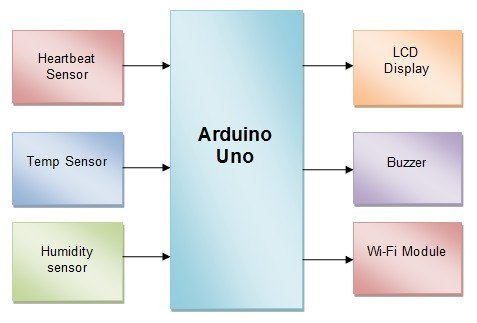 Heartbeat
Sensor
LCD
Display
Arduino
Uno
Temp Sensor
Buzzer
Humidity
sensor
Wi-Fi Module